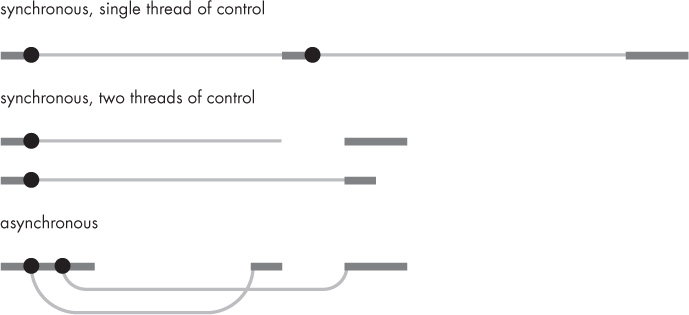 synchronous, single thread of control
synchronous, two threads of control
asynchronous